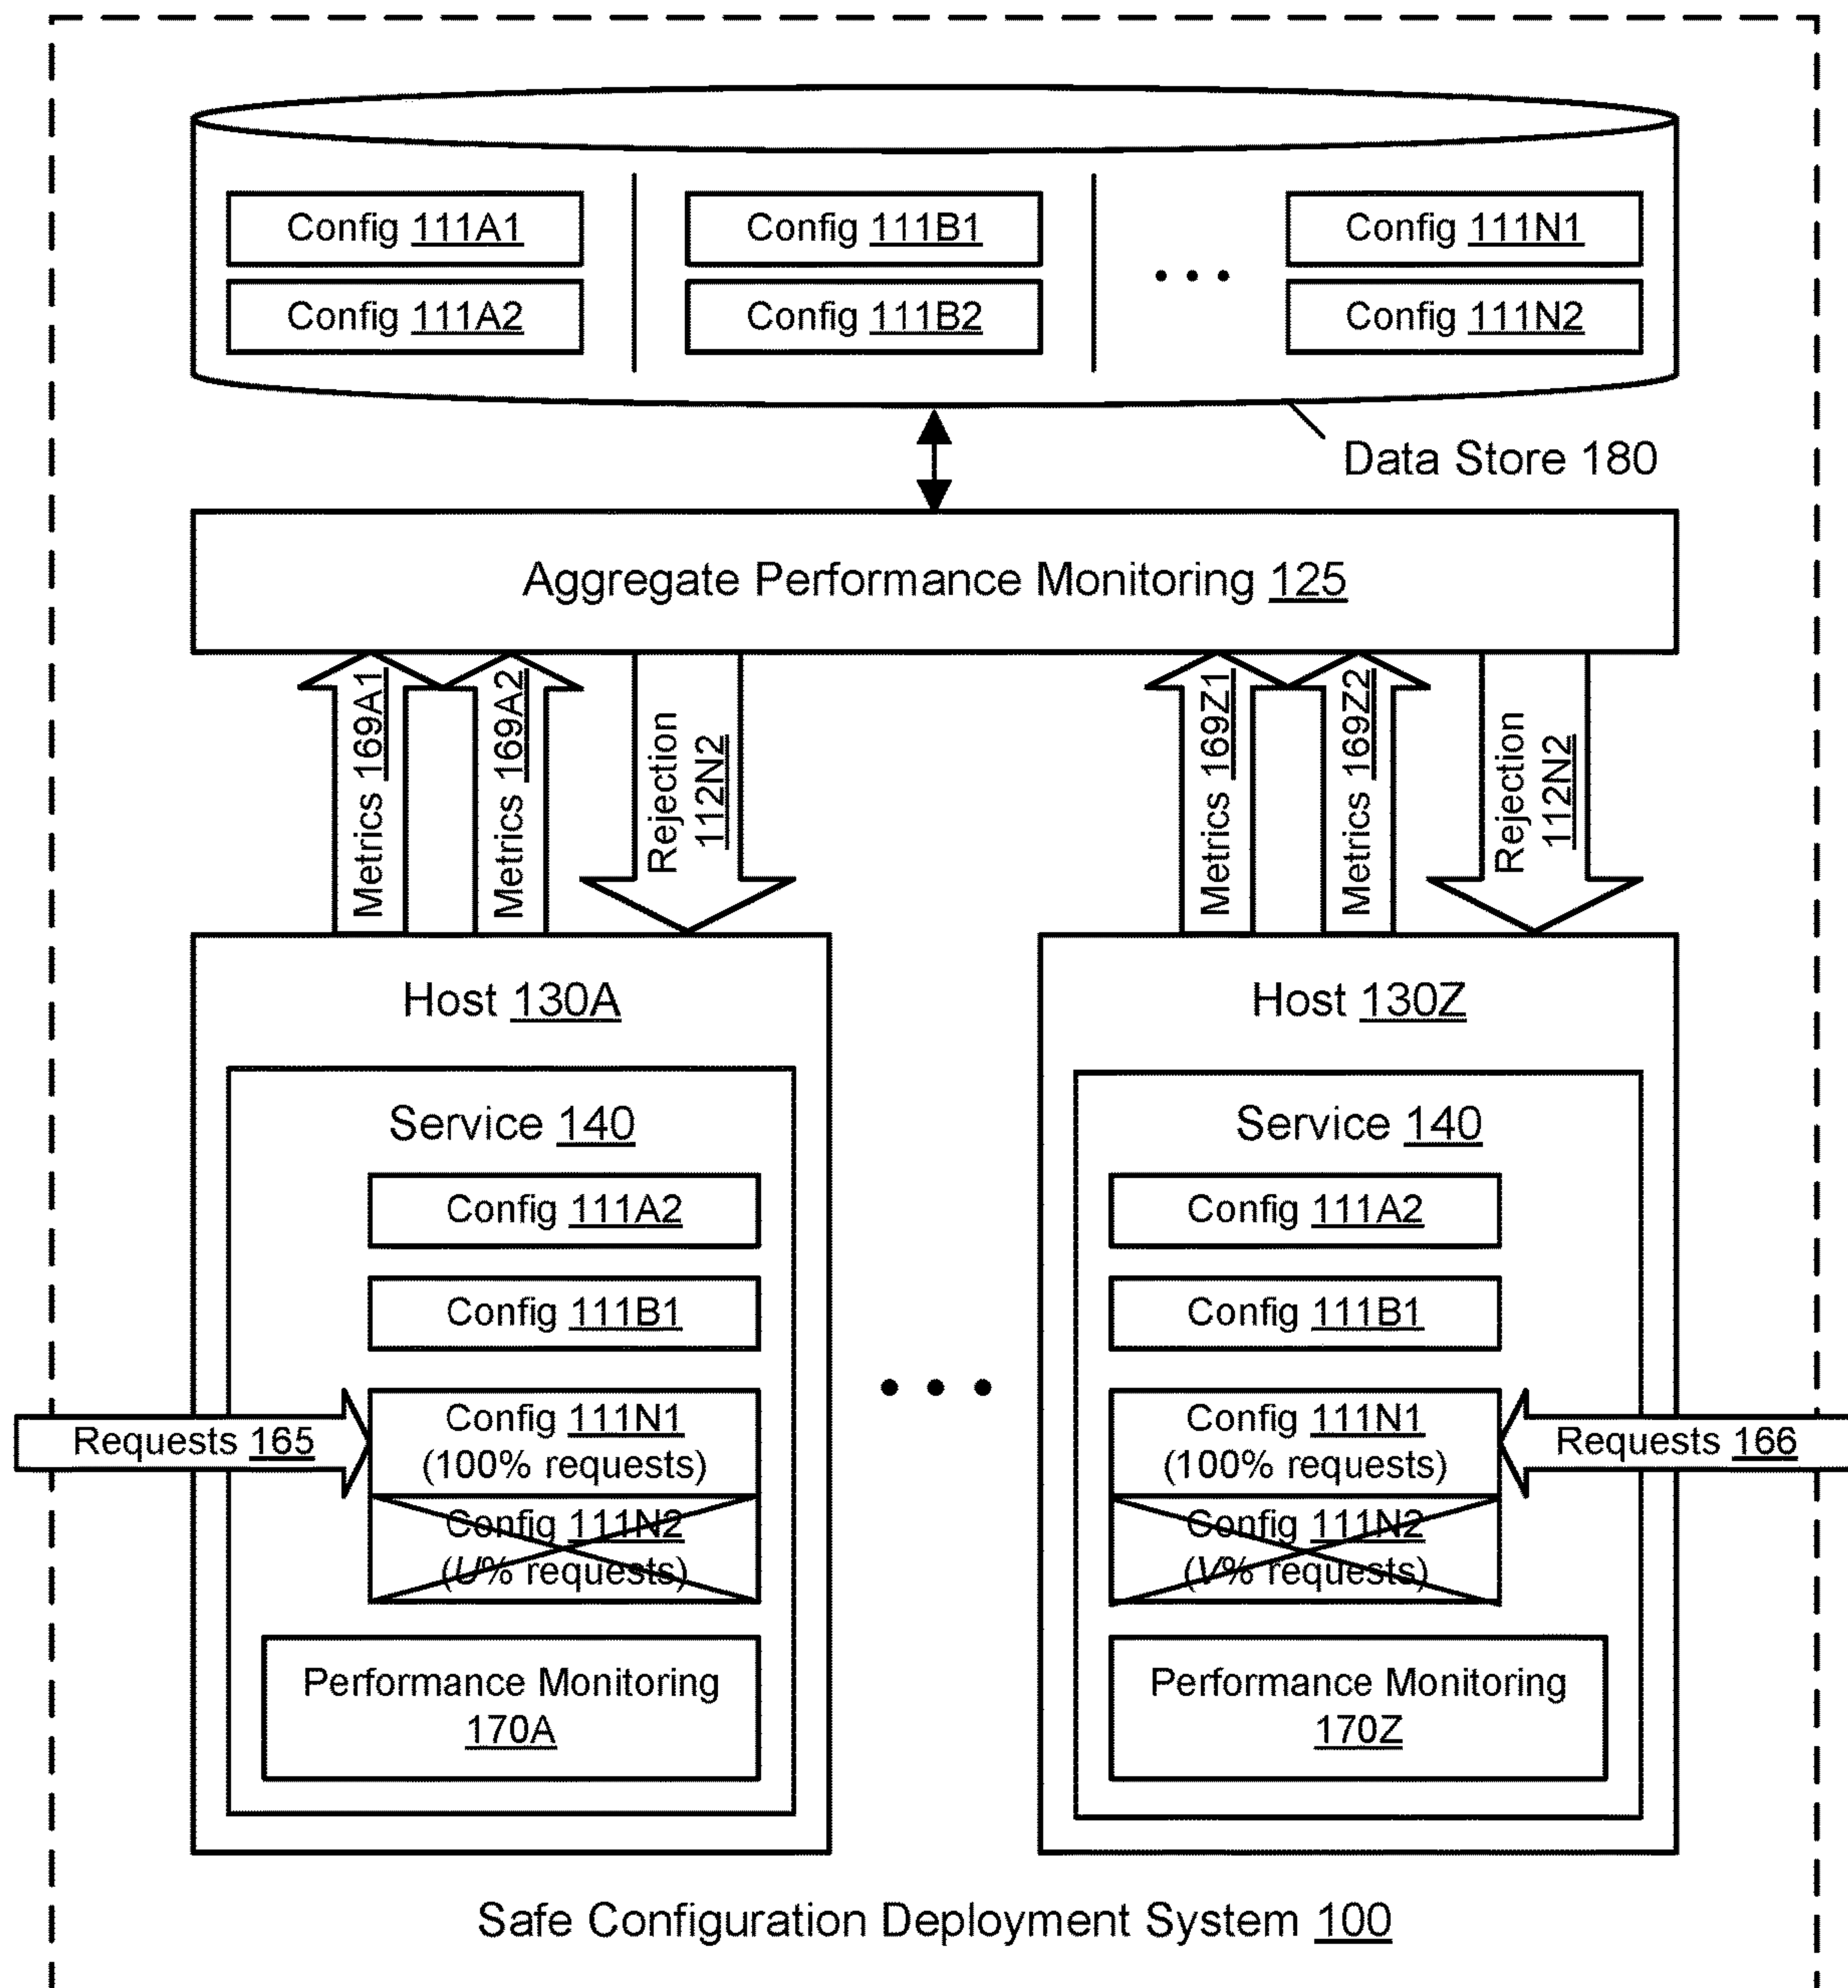 Config 111A1
Config 111B1
Config 111N1
Config 111A2
Config 111B2
• • •
Config 111N2
Data Store 180
Aggregate Performance Monitoring 125
Metrics 169A1
Metrics 169A2
Rejection
112N2
Metrics 169Z1
Metrics 169Z2
Rejection
112N2
Host 130A
Service 140
Config 111A2
Config 111B1
Requests 165
Config 111N1
(100% requests)
Config 111N2
(U% requests)
Performance Monitoring
170A
• • •
Host 130Z
Service 140
Config 111A2
Config 111B1
Config 111N1
(100% requests)
Requests 166
Config 111N2
(V% requests)
Performance Monitoring
170Z
Safe Configuration Deployment System 100